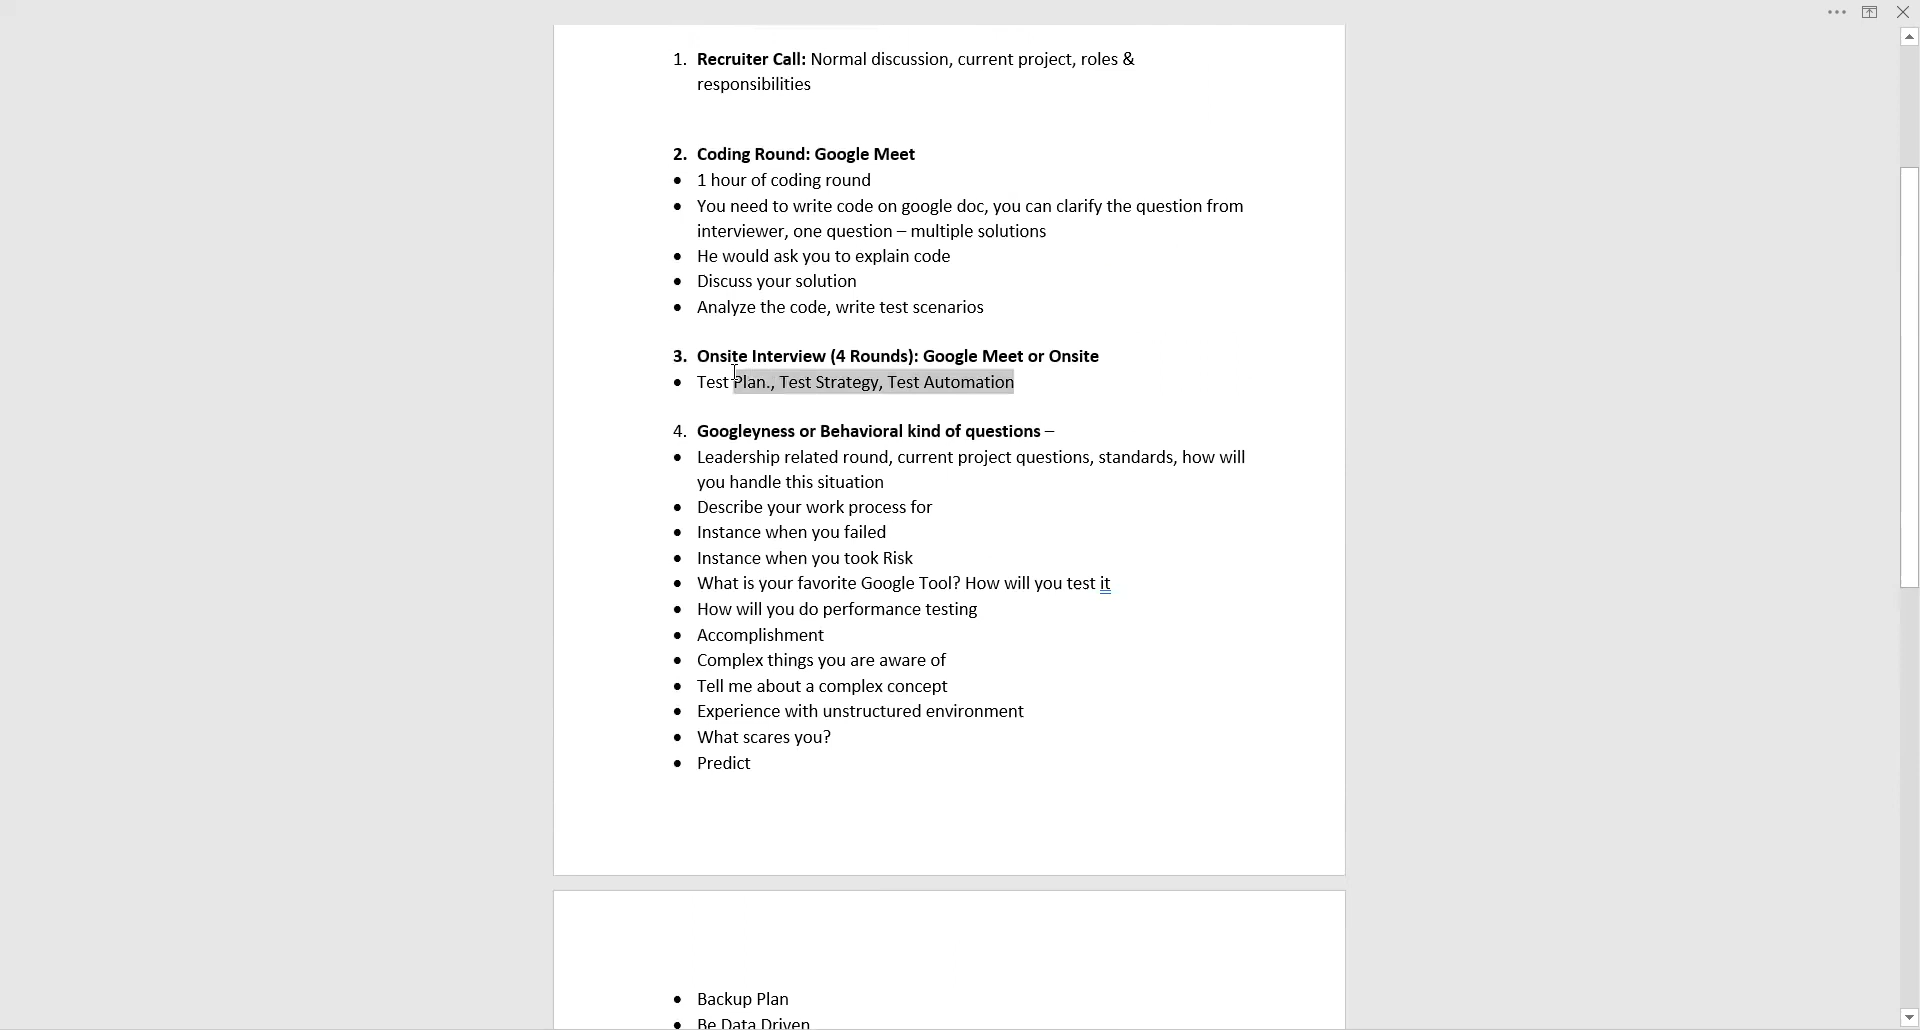 1. Recruiter Call: Normal discussion, current project, roles &
responsibilities
2. Coding Round: Google Meet
• 1 hour of coding round
• You need to write code on google doc, you can clarify the question from
interviewer, one question – multiple solutions
• He would ask you to explain code
• Discuss your solution
• Analyze the code, write test scenarios
3. Onsite Interview (4 Rounds): Google Meet or Onsite
• Test Plan., Test Strategy, Test Automation
4. Googleyness or Behavioral kind of questions –
• Leadership related round, current project questions, standards, how will
you handle this situation
• Describe your work process for
• Instance when you failed
• Instance when you took Risk
• What is your favorite Google Tool? How will you test it
• How will you do performance testing
• Accomplishment
• Complex things you are aware of
• Tell me about a complex concept
• Experience with unstructured environment
• What scares you?
• Predict
• Backup Plan
• Be Data Driven